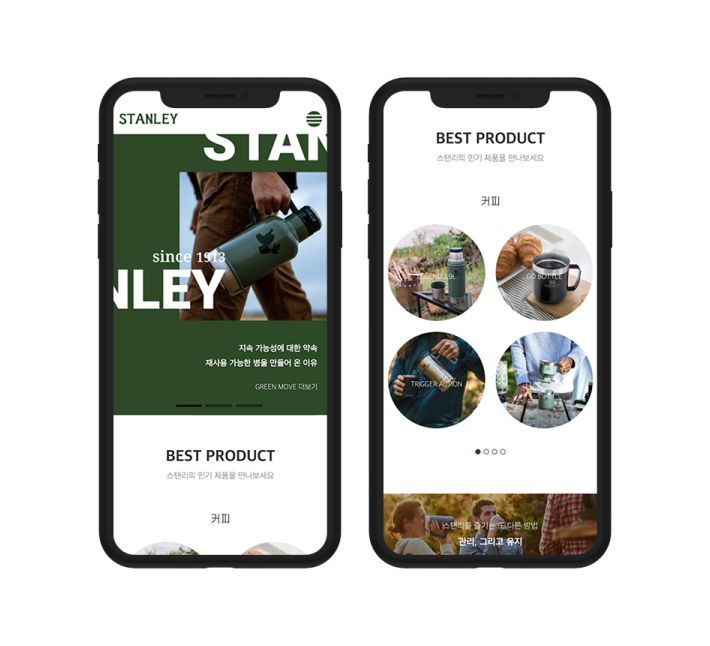 STANLEY
STAN
since 1913
NLEY
지속 가능성에 대한 약속
재사용 가능한 병을 만들어 온 이유
GREEN MOVE 더보기
BEST PRODUCT
스탠리의 인기 제품을 만나보세요
커피
BEST PRODUCT
스탠리의 인기 제품을 만나보세요
커피
LEGEND 1.9L
GO BOTTLE
TRIGGER ACTION
스탠리를 즐기는 또 다른 방법
관리, 그리고 유지